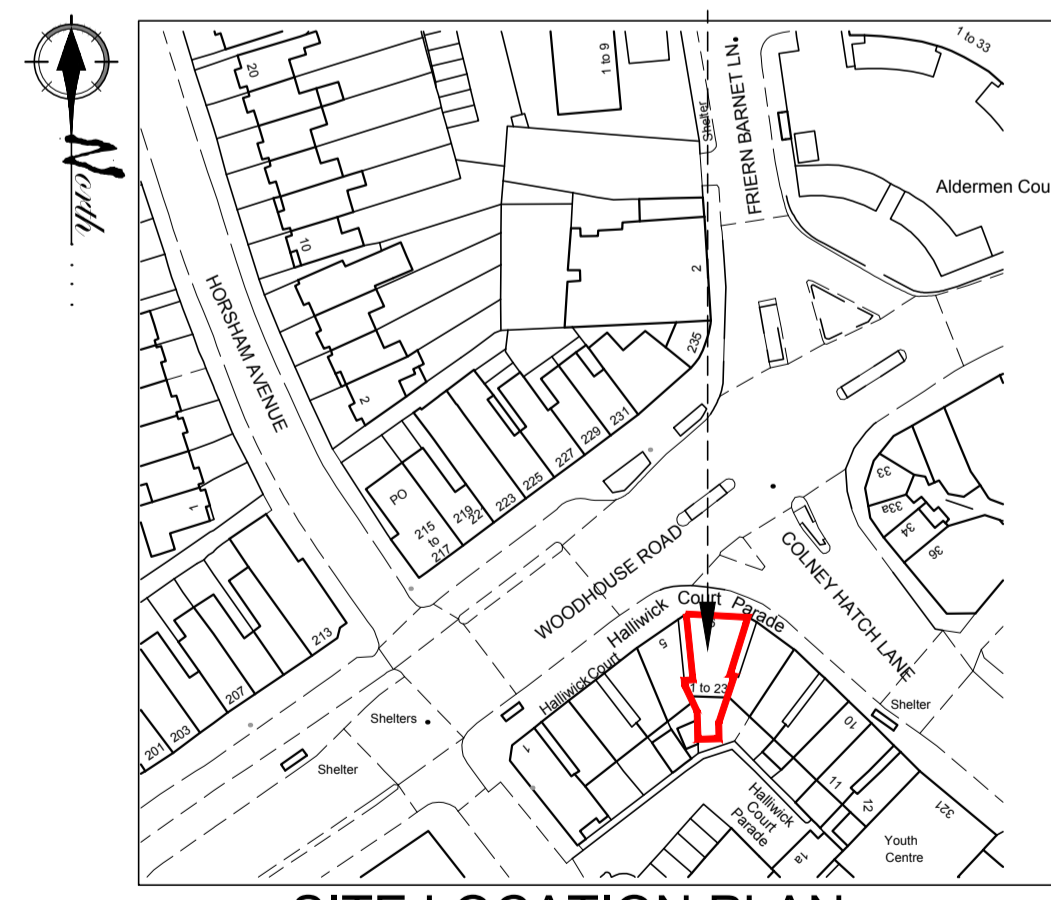 North
. . .
1 to 33
1 to 9
20
FRIERN BARNET LN.
Shelter
Aldermen Cou
10
2
HORSHAM AVENUE
235
2
231
229
227
225
223
22
219
PO
215
to
217
1
33
33a
34
36
WOODHOUSE ROAD
COLNEY HATCH LANE
Halliwick Court Parade
213
5
Halliwick Court
1 to 23
207
203
201
Shelters
Shelter
Shelter
1
10
11
12
321
Halliwick
Court
Parade
1a
Youth
Centre
SITE LOCATION PLAN